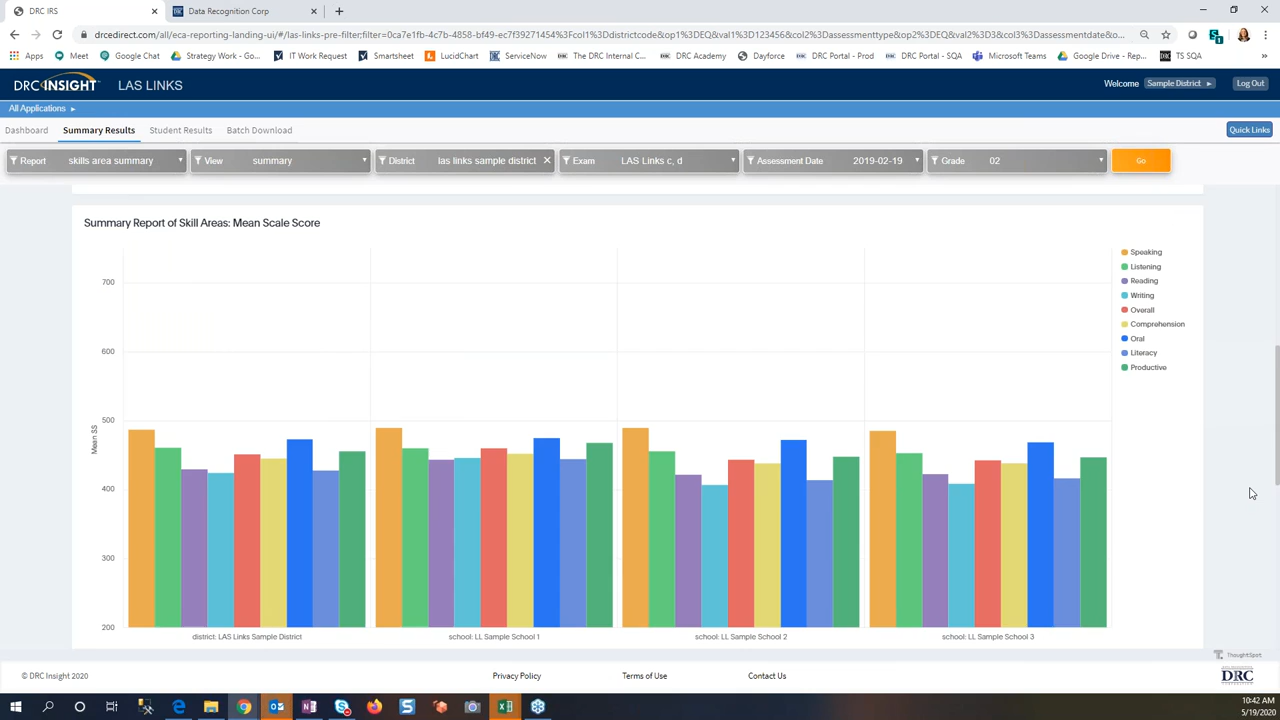 DRC IRS
Data Recognition Corp
drcedirect.com/all/eca-reporting-landing-ui/#/las-links-pre-filter;filter=0ca7e1fb-4c7b-4858-bf49-ec7f39271454%3Fcol1%3Ddistrictcode&op1%3DEQ&val1%3D123456&col2%3Dassessmenttype&op2%3DEQ&val2%3D3&col3%3Dassessmentdate&o...
Apps Meet Google Chat Strategy Work - Go... IT Work Request Smartsheet LucidChart ServiceNow The DRC Internal C... DRC Academy DRC Portal - Prod Dayforce DRC Portal - SQA Microsoft Teams Google Drive - Rep... TS SQA
DRC INSIGHT LAS LINKS Welcome Sample District Log Out
All Applications
Dashboard Summary Results Student Results Batch Download Quick Links
Report skills area summary View summary District las links sample district Exam LAS Links c, d Assessment Date 2019-02-19 Grade 02 Go
Summary Report of Skill Areas: Mean Scale Score
Speaking
Listening
Reading
Writing
Overall
Comprehension
Oral
Literacy
Productive
700
600
500
400
300
200
Mean SS
district: LAS Links Sample District school: LL Sample School 1 school: LL Sample School 2 school: LL Sample School 3
ThoughtSpot
© DRC Insight 2020 Privacy Policy Terms of Use Contact Us DRC
10:42 AM
5/19/2020